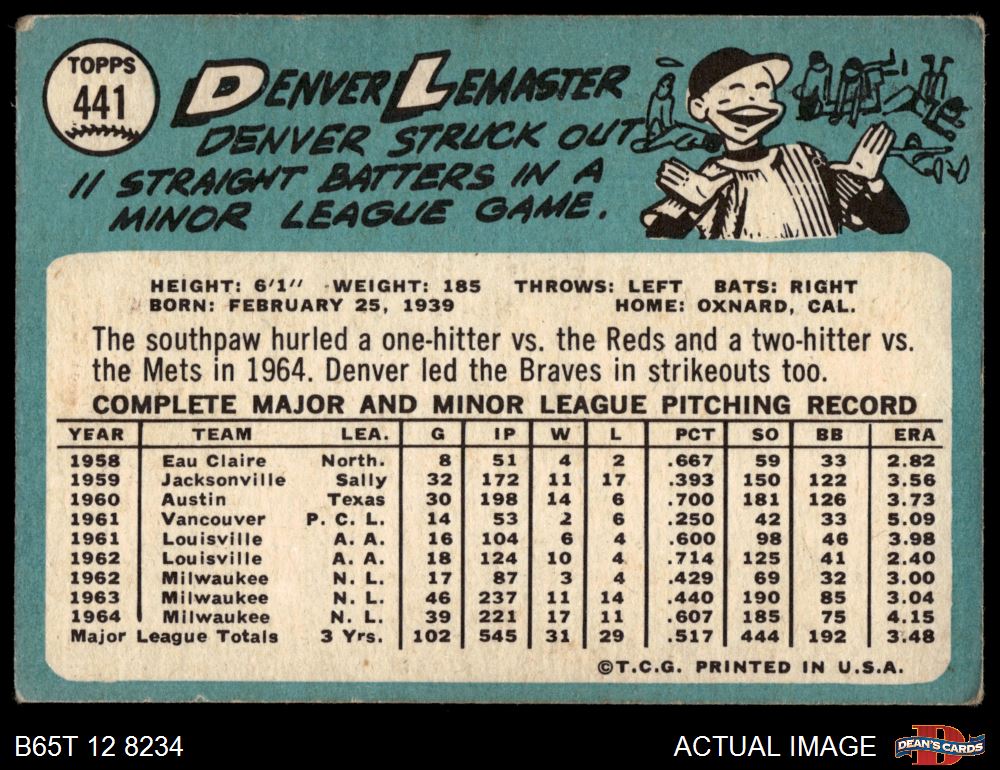 TOPPS
441
DENVER LEMASTER
DENVER STRUCK OUT
11 STRAIGHT BATTERS IN A
MINOR LEAGUE GAME.
HEIGHT: 6'1" WEIGHT: 185 THROWS: LEFT BATS: RIGHT
BORN: FEBRUARY 25, 1939 HOME: OXNARD, CAL.
The southpaw hurled a one-hitter vs. the Reds and a two-hitter vs.
the Mets in 1964. Denver led the Braves in strikeouts too.
COMPLETE MAJOR AND MINOR LEAGUE PITCHING RECORD
YEAR TEAM LEA. G IP W L PCT SO BB ERA
1958 Eau Claire North. 8 51 4 2 .667 59 33 2.82
1959 Jacksonville Sally 32 172 11 17 .393 150 122 3.56
1960 Austin Texas 30 198 14 6 .700 181 126 3.73
1961 Vancouver P. C. L. 14 53 2 6 .250 42 33 5.09
1961 Louisville A. A. 16 104 6 4 .600 98 46 3.98
1962 Louisville A. A. 18 124 10 4 .714 125 41 2.40
1962 Milwaukee N. L. 17 87 3 4 .429 69 32 3.00
1963 Milwaukee N. L. 46 237 11 14 .440 190 85 3.04
1964 Milwaukee N. L. 39 221 17 11 .607 185 75 4.15
Major League Totals 3 Yrs. 102 545 31 29 .517 444 192 3.48
©T.C.G. PRINTED IN U.S.A.
B65T 12 8234
ACTUAL IMAGE
D
DEAN'S CARDS